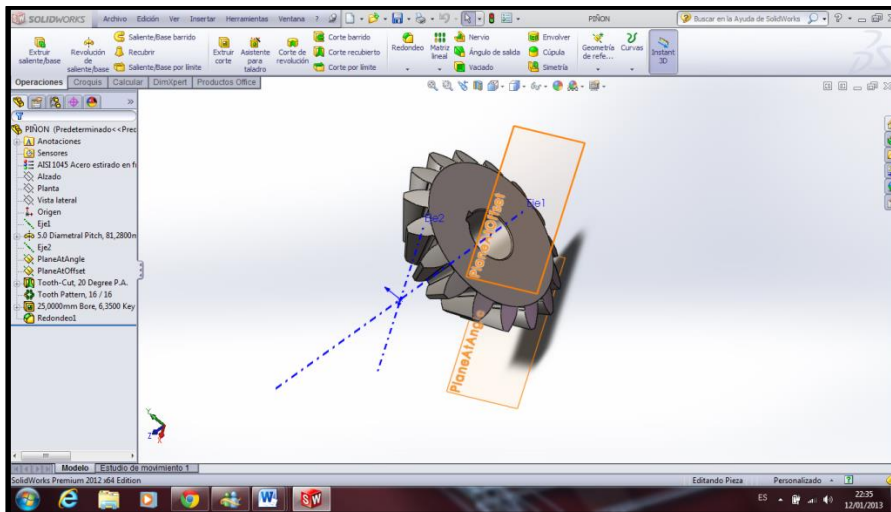 SOLIDWORKS Archivo Edición Ver Insertar Herramientas Ventana ? PIÑON Buscar en la Ayuda de SolidWorks
Extruir saliente/base
Revolución de saliente/base
Saliente/Base barrido
Recubrir
Saliente/Base por límite
Extruir corte
Asistente para taladro
Corte de revolución
Corte barrido
Corte recubierto
Corte por límite
Redondeo
Matriz lineal
Nervio
Ángulo de salida
Vaciado
Envolver
Cúpula
Simetría
Geometría de refe...
Curvas
Instant 3D
Operaciones Croquis Calcular DimXpert Productos Office
PIÑON (Predeterminado<<Prec
Anotaciones
Sensores
AISI 1045 Acero estirado en frí
Alzado
Planta
Vista lateral
Origen
Eje1
5.0 Diametral Pitch, 81,2800m
Eje2
PlaneAtAngle
PlaneAtOffset
Tooth-Cut, 20 Degree P.A.
Tooth Pattern, 16 / 16
25,0000mm Bore, 6,3500 Key
Redondeo1
Eje2
Eje1
PlaneAtOffset
PlaneAtAngle
Y
Z
X
Modelo Estudio de movimiento 1
SolidWorks Premium 2012 x64 Edition Editando Pieza Personalizado
ES 22:35
12/01/2013